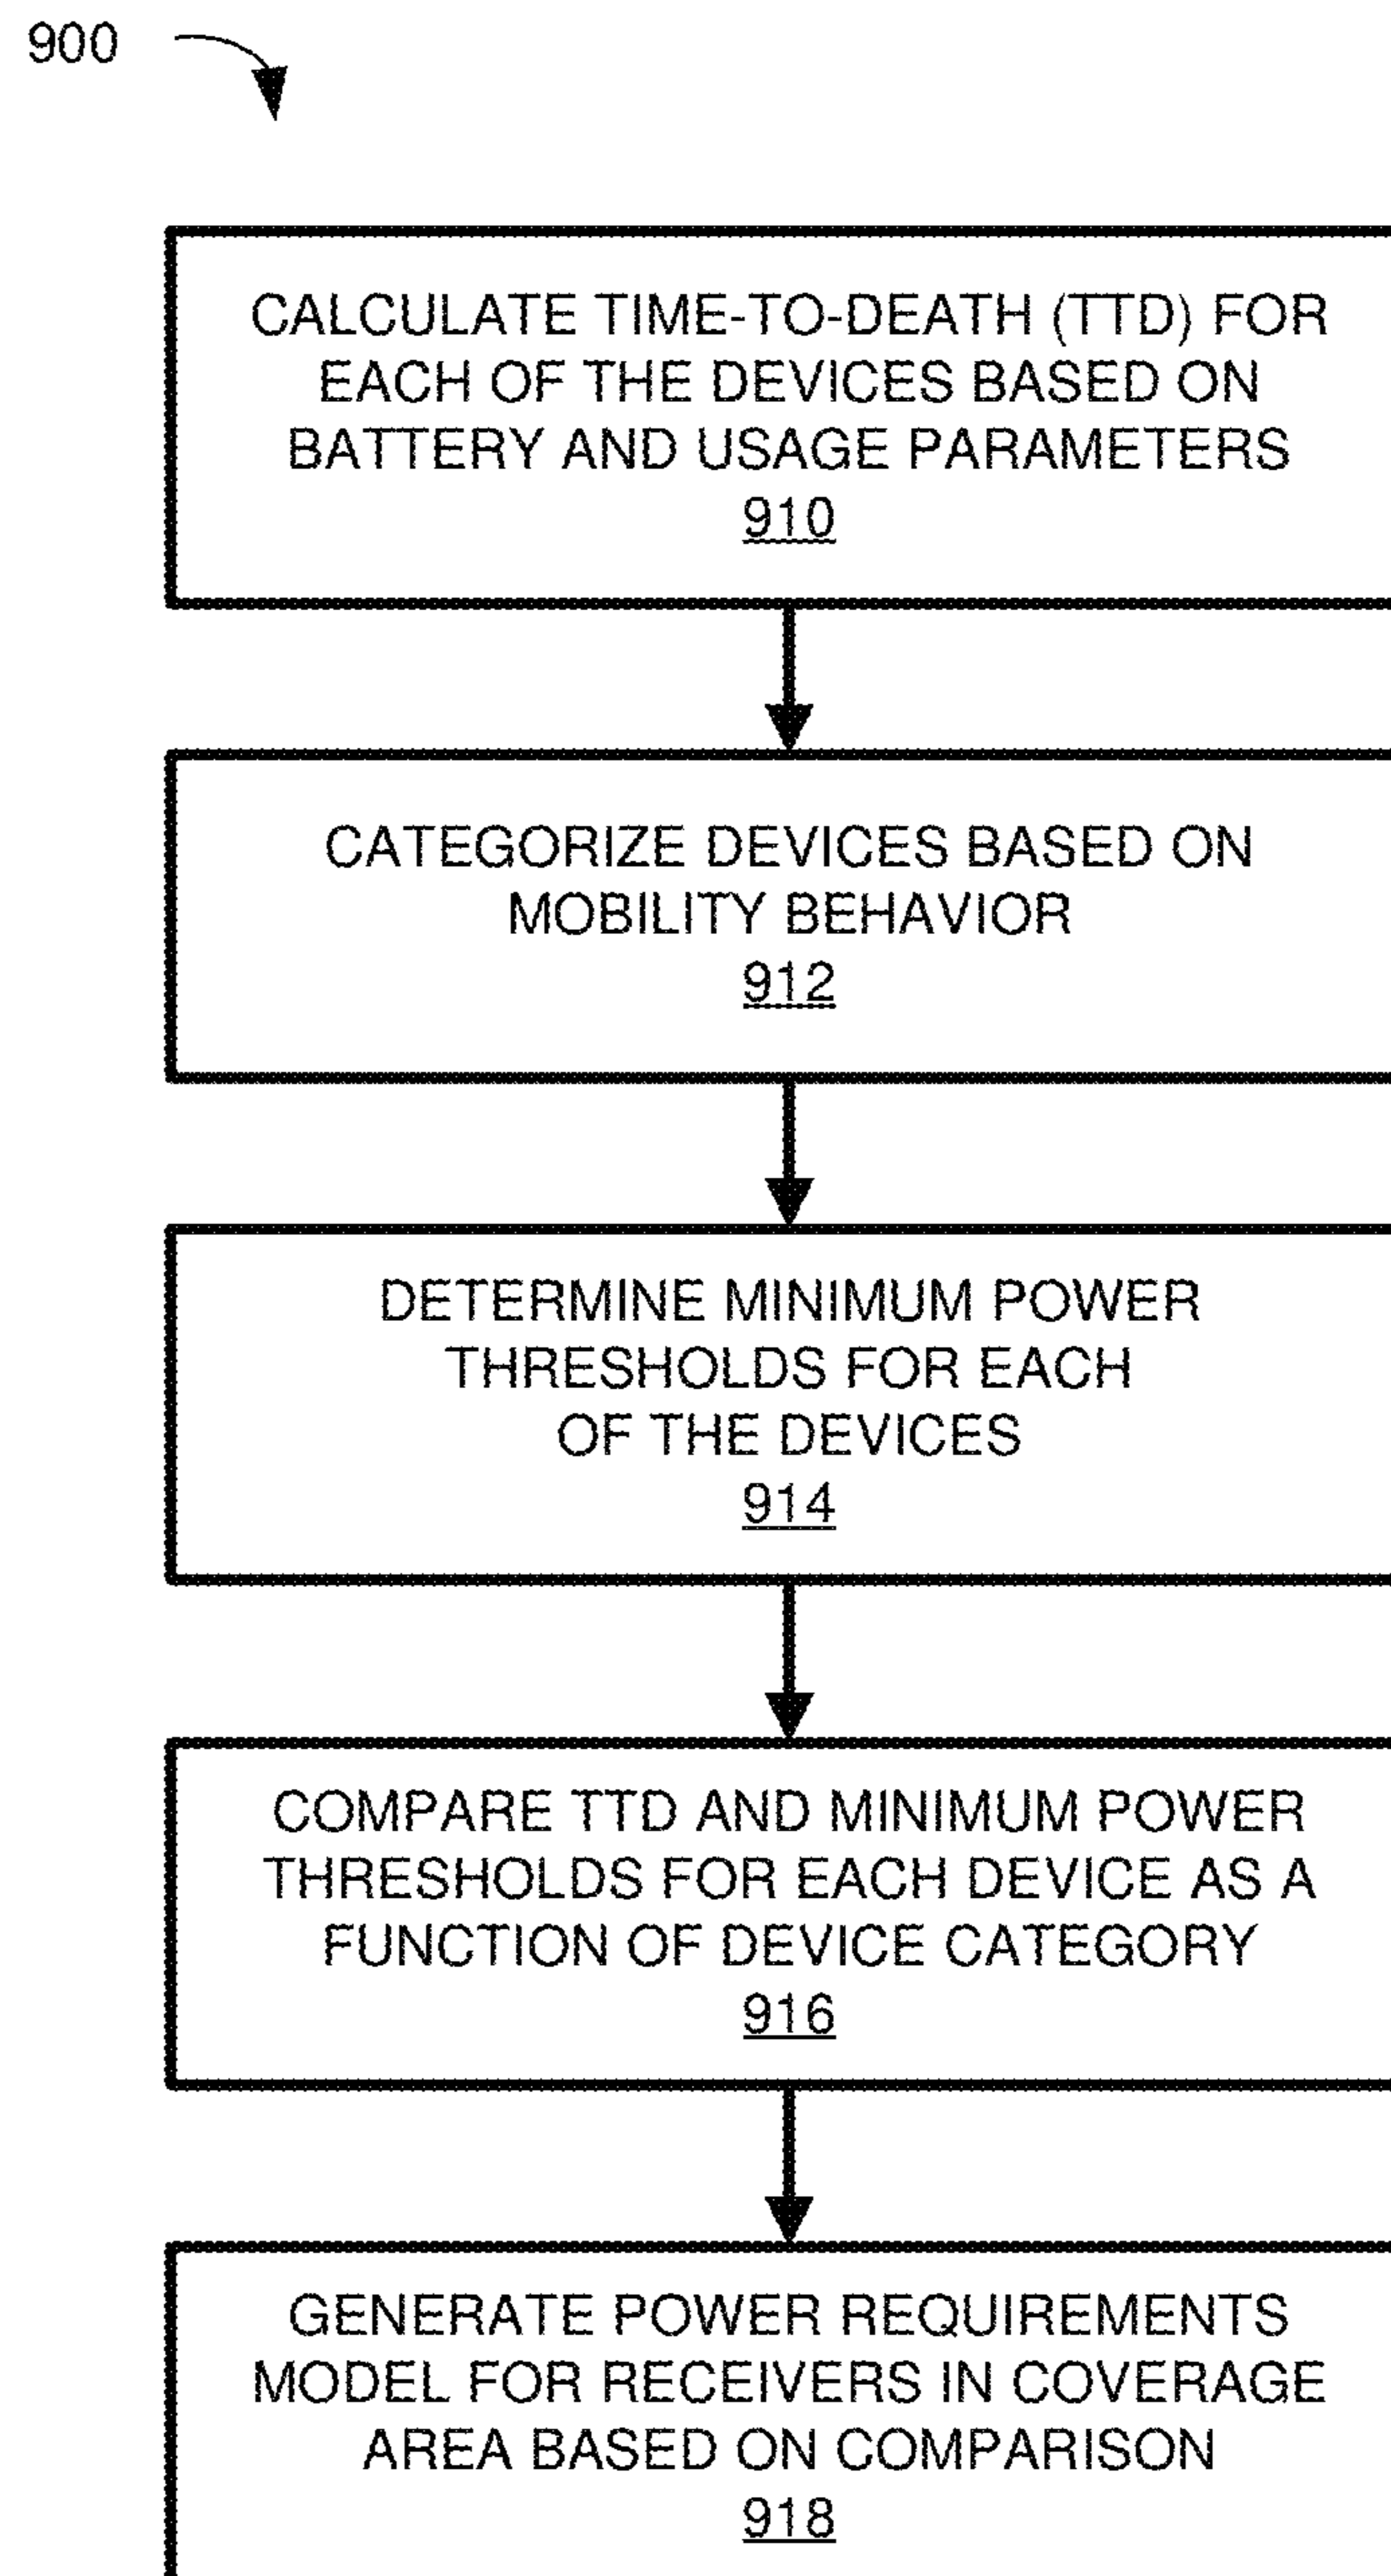 900
CALCULATE TIME-TO-DEATH (TTD) FOR
EACH OF THE DEVICES BASED ON
BATTERY AND USAGE PARAMETERS
910
CATEGORIZE DEVICES BASED ON
MOBILITY BEHAVIOR
912
DETERMINE MINIMUM POWER
THRESHOLDS FOR EACH
OF THE DEVICES
914
COMPARE TTD AND MINIMUM POWER
THRESHOLDS FOR EACH DEVICE AS A
FUNCTION OF DEVICE CATEGORY
916
GENERATE POWER REQUIREMENTS
MODEL FOR RECEIVERS IN COVERAGE
AREA BASED ON COMPARISON
918